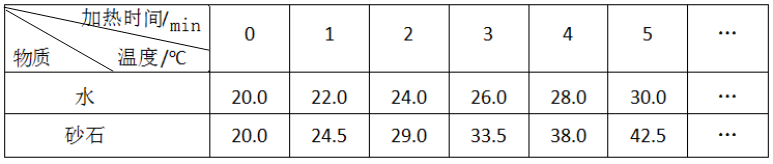 加热时间/min 0 1 2 3 4 5 …
温度/℃
物质
水 20.0 22.0 24.0 26.0 28.0 30.0 …
砂石 20.0 24.5 29.0 33.5 38.0 42.5 …